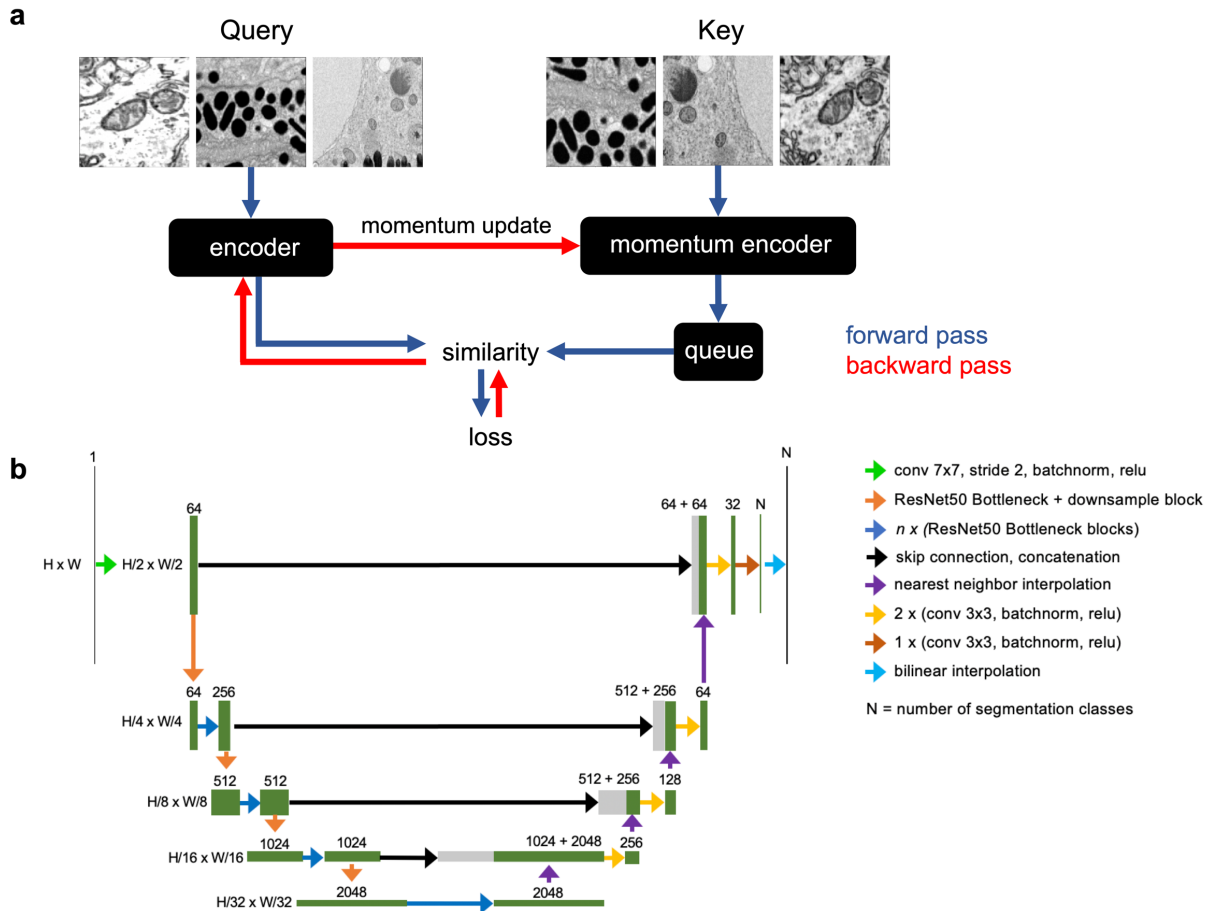 a
Query
Key
encoder
momentum update
momentum encoder
similarity
queue
forward pass
backward pass
loss
b
1
N
conv 7x7, stride 2, batchnorm, relu
64
64 + 64
32
N
ResNet50 Bottleneck + downsample block
n x (ResNet50 Bottleneck blocks)
H x W
H/2 x W/2
skip connection, concatenation
nearest neighbor interpolation
2 x (conv 3x3, batchnorm, relu)
1 x (conv 3x3, batchnorm, relu)
bilinear interpolation
64
256
512 + 256
64
N = number of segmentation classes
H/4 x W/4
512
512
512 + 256
128
H/8 x W/8
1024
1024
1024 + 2048
256
H/16 x W/16
2048
2048
H/32 x W/32